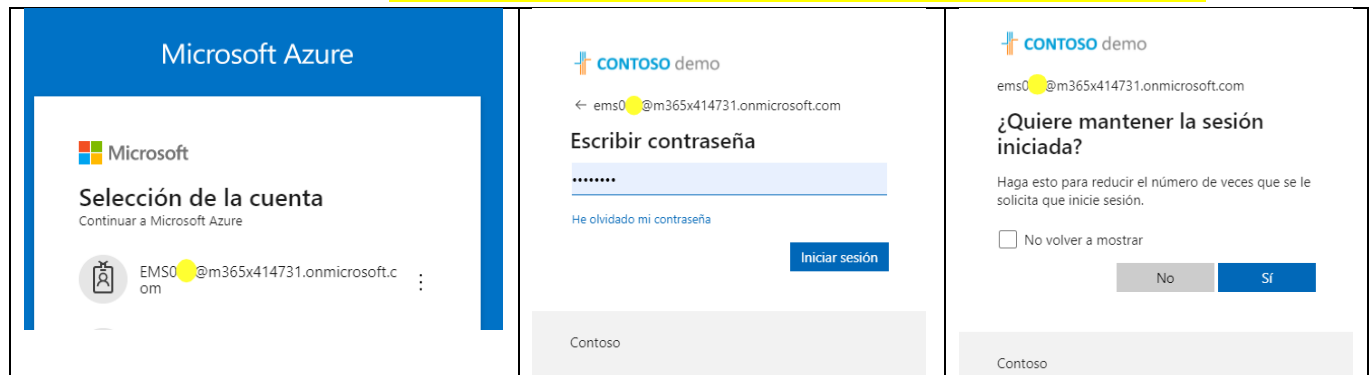 Microsoft Azure
Microsoft
Selección de la cuenta
Continuar a Microsoft Azure
EMS0 @m365x414731.onmicrosoft.c
om
CONTOSO demo
← ems0 @m365x414731.onmicrosoft.com
Escribir contraseña
••••••••
He olvidado mi contraseña
Iniciar sesión
Contoso
CONTOSO demo
ems0 @m365x414731.onmicrosoft.com
¿Quiere mantener la sesión
iniciada?
Haga esto para reducir el número de veces que se le
solicita que inicie sesión.
No volver a mostrar
No
Sí
Contoso